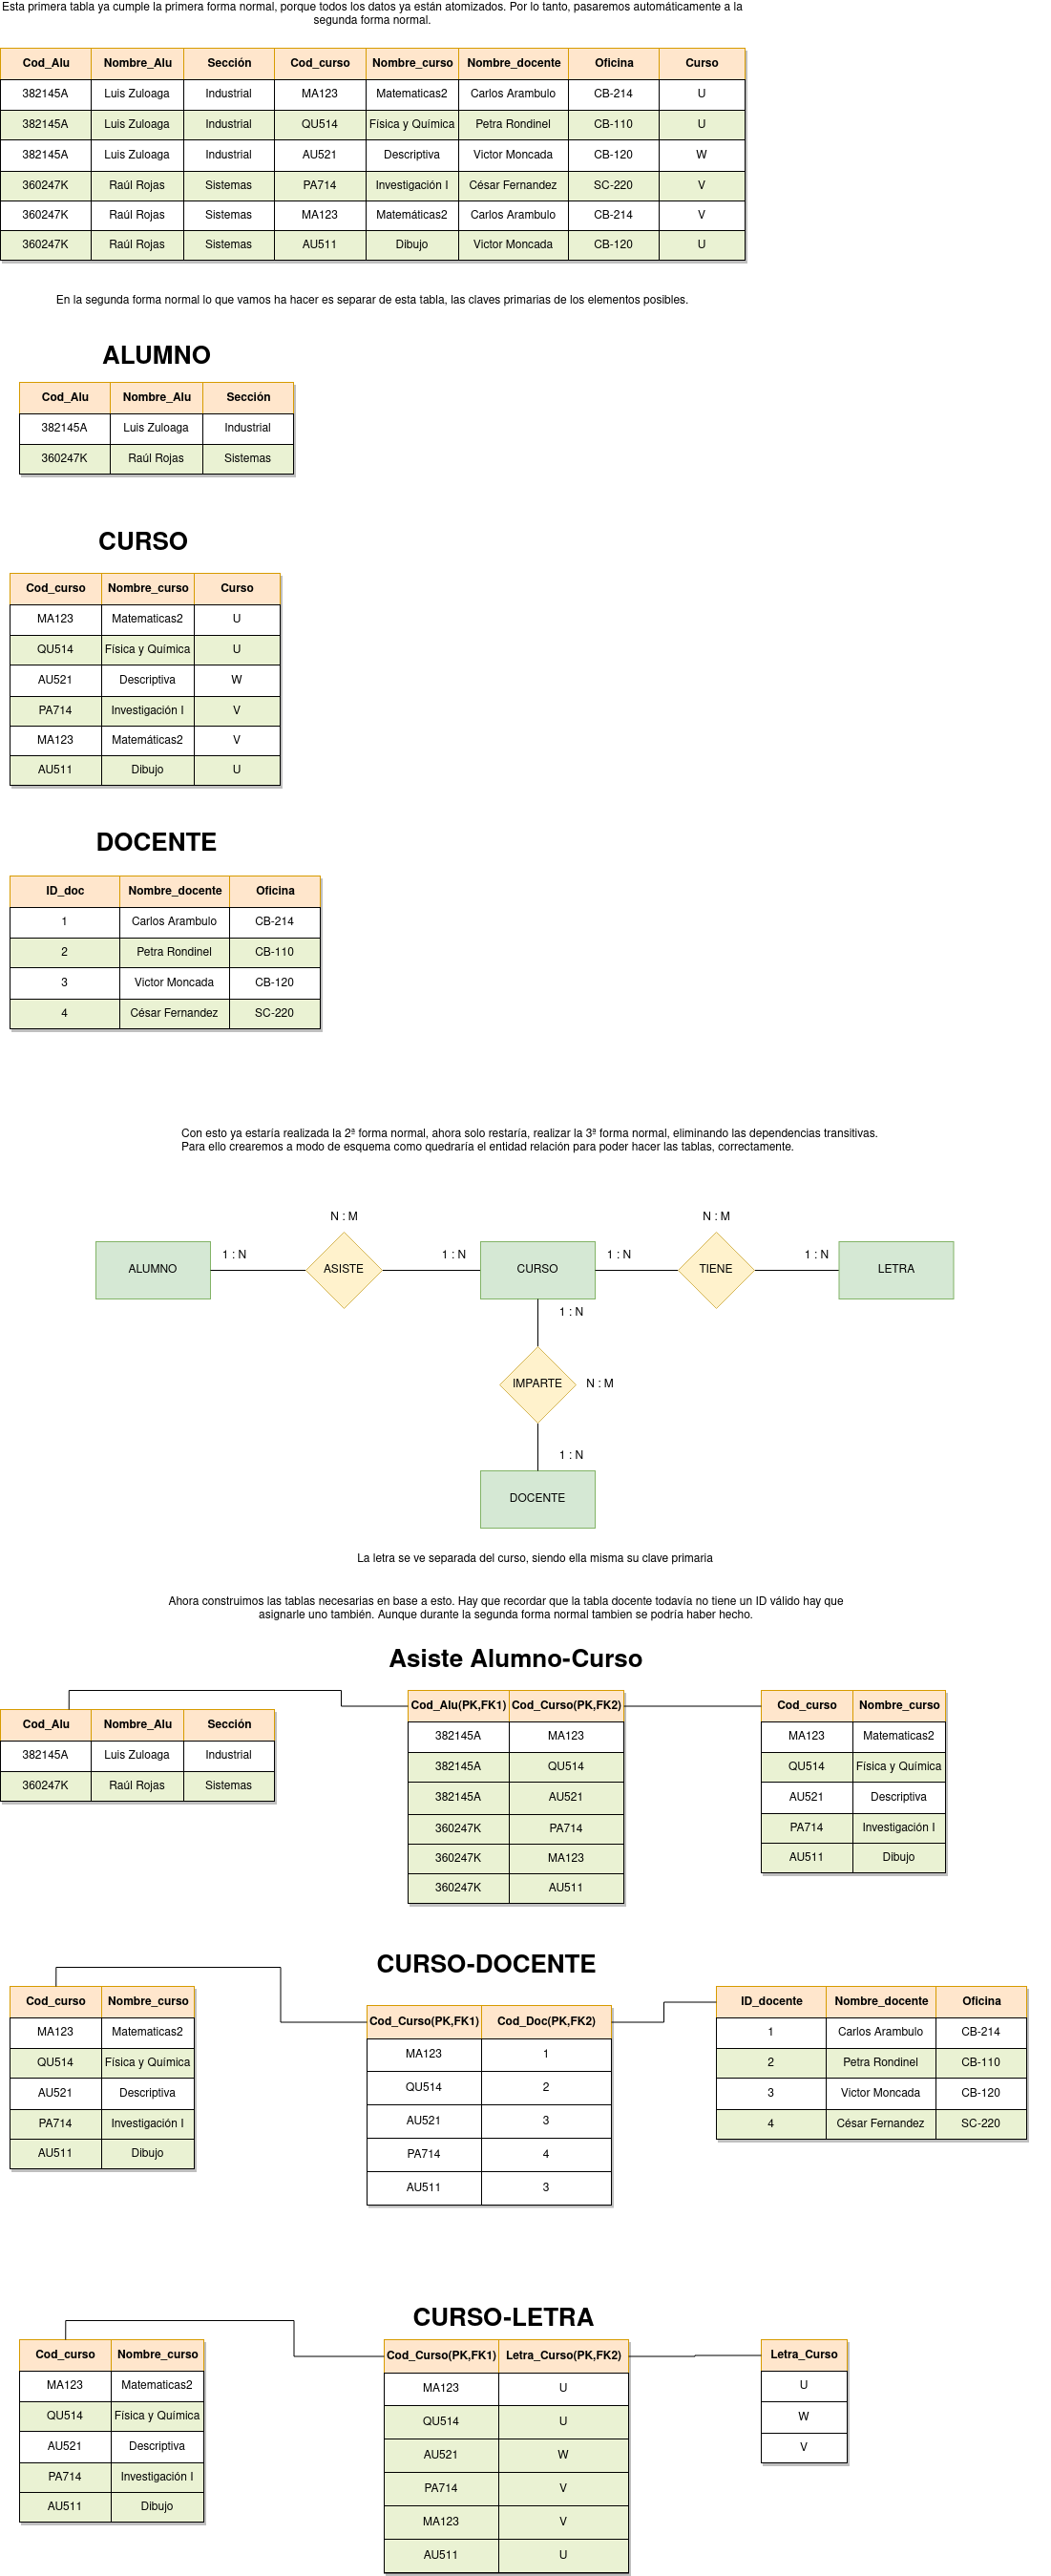 Esta primera tabla ya cumple la primera forma normal, porque todos los datos ya están atomizados. Por lo tanto, pasaremos automáticamente a la
segunda forma normal.
Cod_Alu Nombre_Alu Sección Cod_curso Nombre_curso Nombre_docente Oficina Curso
382145A Luis Zuloaga Industrial MA123 Matematicas2 Carlos Arambulo CB-214 U
382145A Luis Zuloaga Industrial QU514 Física y Química Petra Rondinel CB-110 U
382145A Luis Zuloaga Industrial AU521 Descriptiva Victor Moncada CB-120 W
360247K Raúl Rojas Sistemas PA714 Investigación I César Fernandez SC-220 V
360247K Raúl Rojas Sistemas MA123 Matemáticas2 Carlos Arambulo CB-214 V
360247K Raúl Rojas Sistemas AU511 Dibujo Victor Moncada CB-120 U
En la segunda forma normal lo que vamos ha hacer es separar de esta tabla, las claves primarias de los elementos posibles.
ALUMNO
Cod_Alu Nombre_Alu Sección
382145A Luis Zuloaga Industrial
360247K Raúl Rojas Sistemas
CURSO
Cod_curso Nombre_curso Curso
MA123 Matematicas2 U
QU514 Física y Química U
AU521 Descriptiva W
PA714 Investigación I V
MA123 Matemáticas2 V
AU511 Dibujo U
DOCENTE
ID_doc Nombre_docente Oficina
1 Carlos Arambulo CB-214
2 Petra Rondinel CB-110
3 Victor Moncada CB-120
4 César Fernandez SC-220
Con esto ya estaría realizada la 2ª forma normal, ahora solo restaría, realizar la 3ª forma normal, eliminando las dependencias transitivas.
Para ello crearemos a modo de esquema como quedraría el entidad relación para poder hacer las tablas, correctamente.
N : M N : M
ALUMNO 1 : N ASISTE 1 : N CURSO 1 : N TIENE 1 : N LETRA
1 : N
IMPARTE N : M
1 : N
DOCENTE
La letra se ve separada del curso, siendo ella misma su clave primaria
Ahora construimos las tablas necesarias en base a esto. Hay que recordar que la tabla docente todavía no tiene un ID válido hay que
asignarle uno también. Aunque durante la segunda forma normal tambien se podría haber hecho.
Asiste Alumno-Curso
Cod_Alu Nombre_Alu Sección
382145A Luis Zuloaga Industrial
360247K Raúl Rojas Sistemas
Cod_Alu(PK,FK1) Cod_Curso(PK,FK2)
382145A MA123
382145A QU514
382145A AU521
360247K PA714
360247K MA123
360247K AU511
Cod_curso Nombre_curso
MA123 Matematicas2
QU514 Física y Química
AU521 Descriptiva
PA714 Investigación I
AU511 Dibujo
CURSO-DOCENTE
Cod_curso Nombre_curso
MA123 Matematicas2
QU514 Física y Química
AU521 Descriptiva
PA714 Investigación I
AU511 Dibujo
Cod_Curso(PK,FK1) Cod_Doc(PK,FK2)
MA123 1
QU514 2
AU521 3
PA714 4
AU511 3
ID_docente Nombre_docente Oficina
1 Carlos Arambulo CB-214
2 Petra Rondinel CB-110
3 Victor Moncada CB-120
4 César Fernandez SC-220
CURSO-LETRA
Cod_curso Nombre_curso
MA123 Matematicas2
QU514 Física y Química
AU521 Descriptiva
PA714 Investigación I
AU511 Dibujo
Cod_Curso(PK,FK1) Letra_Curso(PK,FK2)
MA123 U
QU514 U
AU521 W
PA714 V
MA123 V
AU511 U
Letra_Curso
U
W
V